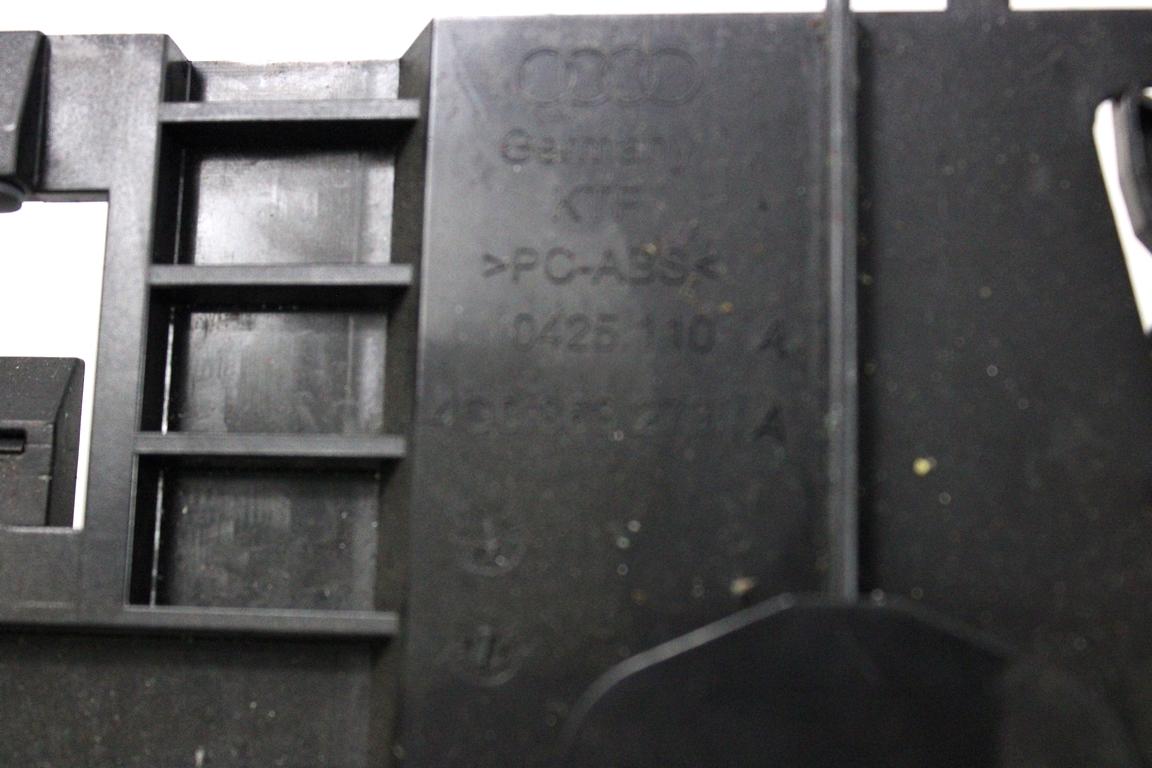 Germany
KTF
>PC-ABS<
0425.110 A
A